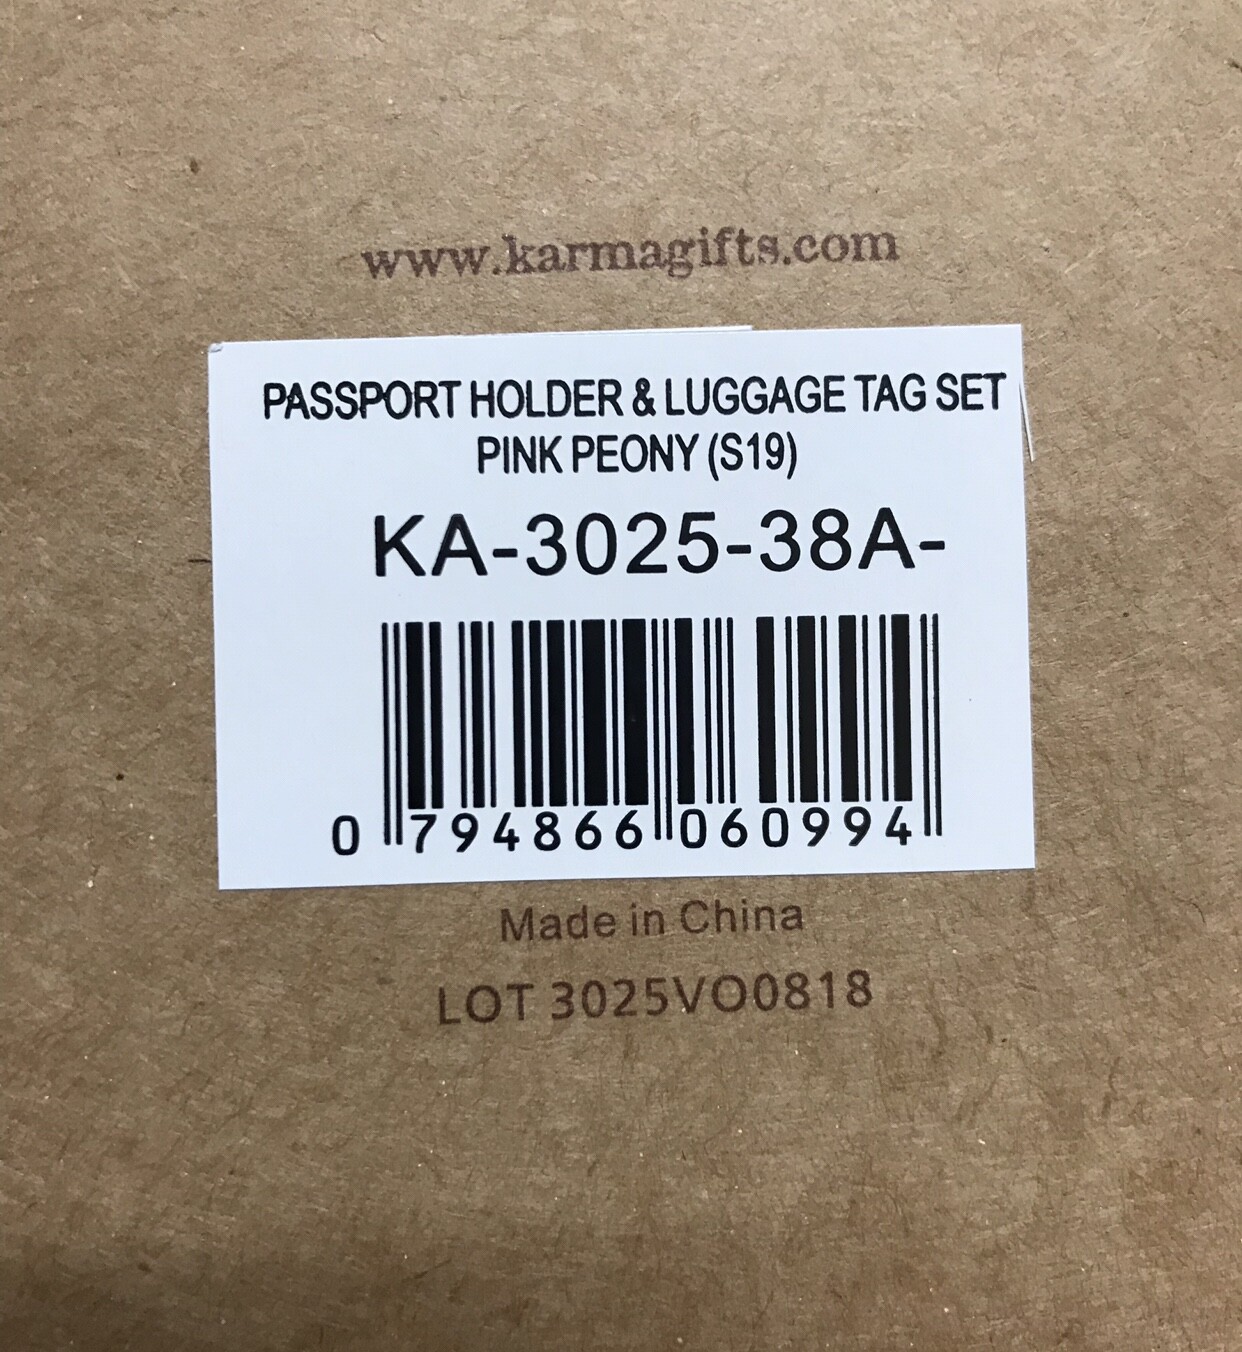 www.karmagifts.com
PASSPORT HOLDER & LUGGAGE TAG SET
PINK PEONY (S19)
KA-3025-38A-
0 794866 060994
Made in China
LOT 3025VO0818